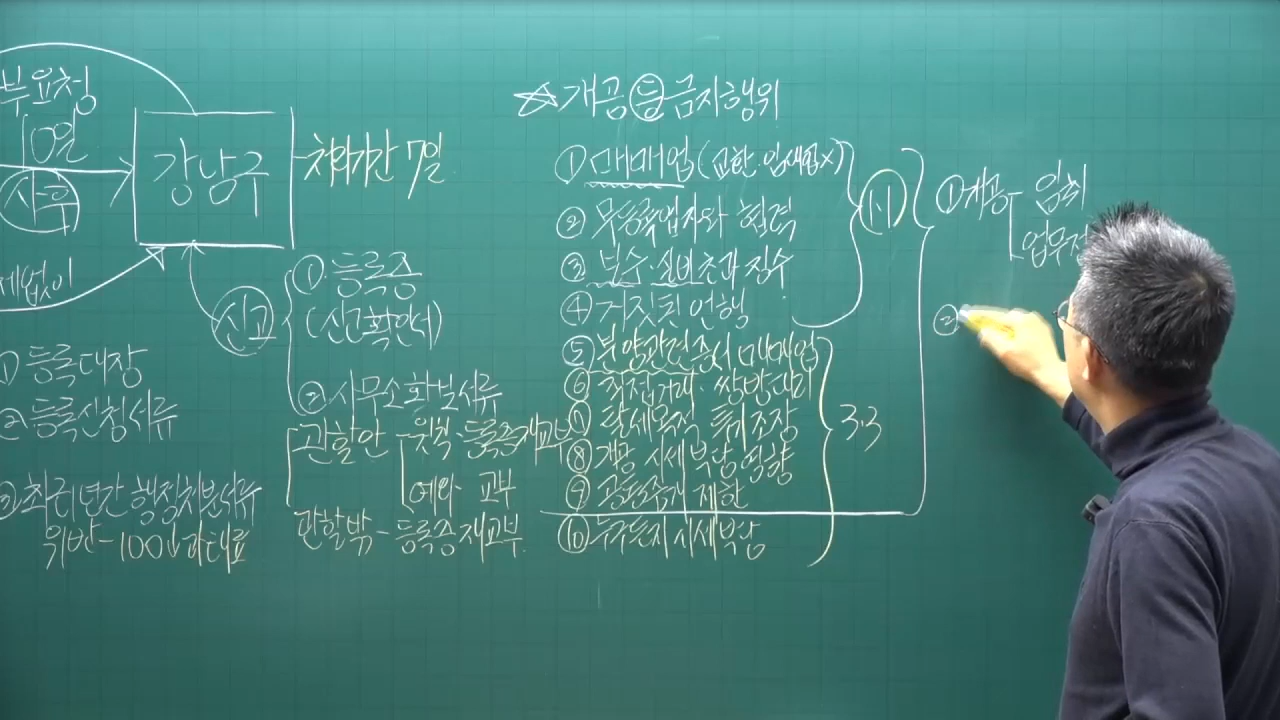 부요청
10일
사후
강남구
처리기간 7일
신고
① 등록증
(신고확인서)
② 사무소확보서류
관할안
원칙·등록증재교부
예외 교부
관할밖 - 등록증재교부
① 등록대장
② 등록신청서류
③ 최근1년간 행정처분서류
위반 - 100만과태료
☆ 개공 등 금지행위
① 매매업 (교환·임대업X)
② 무등록업자와 협력
③ 보수·실비초과 징수
④ 거짓된 언행
⑤ 분양관련증서 매매업
⑥ 직접거래·쌍방대리
⑦ 탈세목적 투기조장
⑧ 개공 시세 부당 영향
⑨ 공동중개 제한
⑩ 누구든지 시세부당
1·1
3·3
① 개공
임취
업무정
②